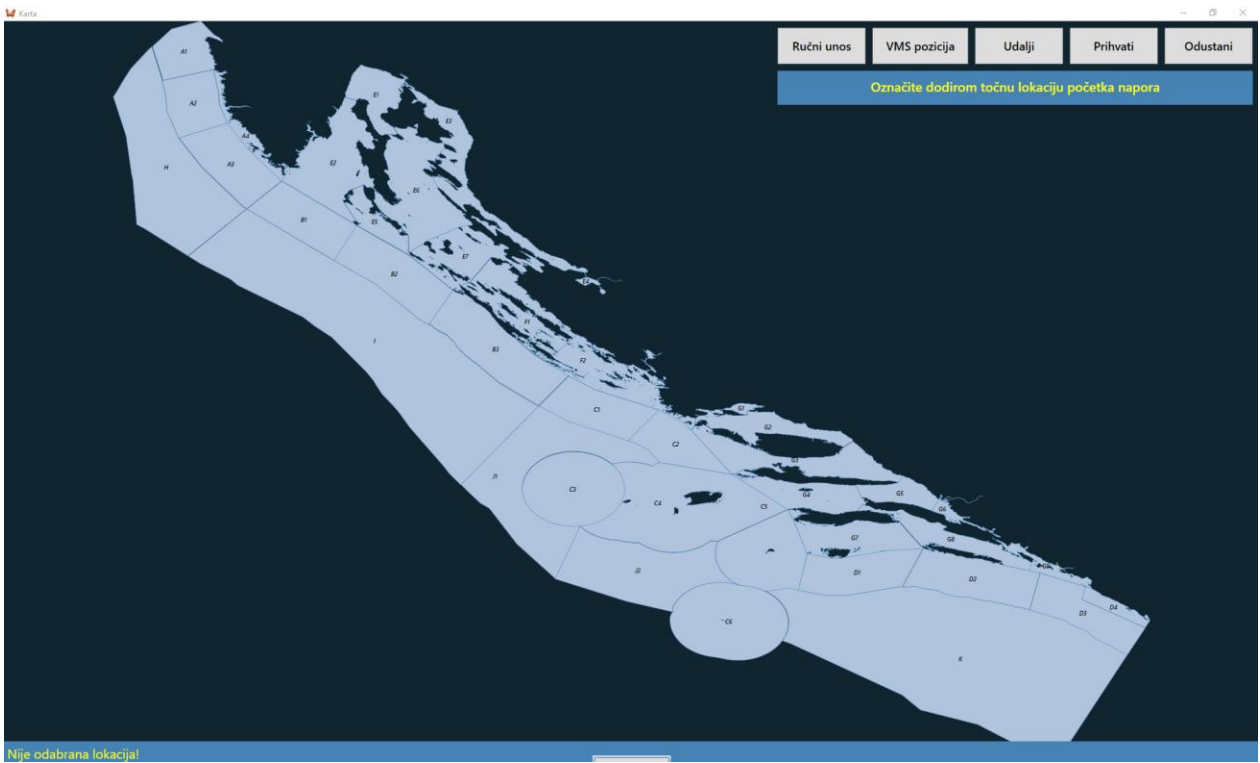 Karta
Ručni unos
VMS pozicija
Udalji
Prihvati
Odustani
Označite dodirom točnu lokaciju početka napora
A1
E1
A2
E3
A4
A3
E2
H
E6
B1
E5
E7
B2
E4
F1
I
B3
F2
C1
G1
G2
C2
G3
J1
C3
C4
G4
G5
C5
G6
G7
G8
J2
D1
D2
D3
D4
C6
K
Nije odabrana lokacija!